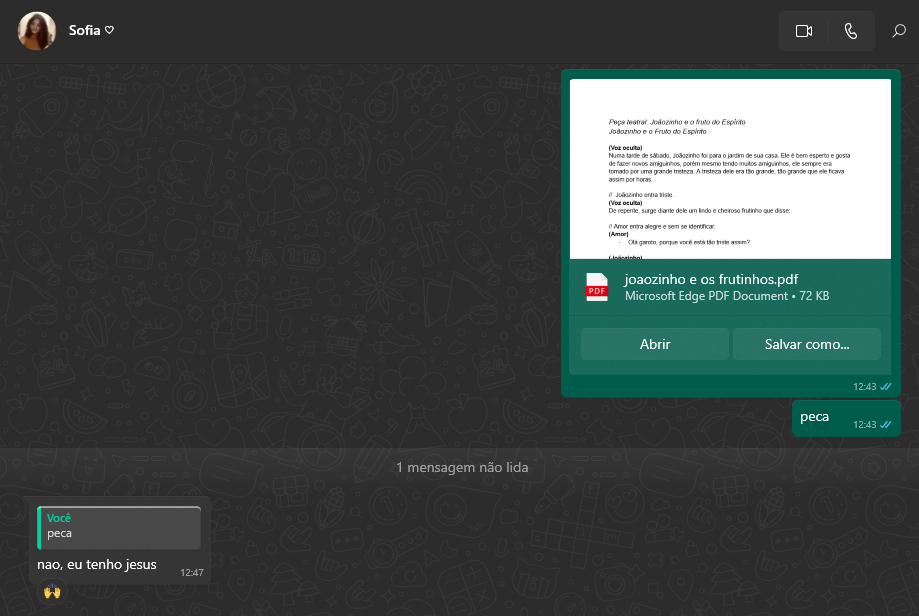 Sofia ♡
Peça teatral: Joãozinho e o fruto do Espírito
Joãozinho e o Fruto do Espírito
(Voz oculta)
Numa tarde de sábado, Joãozinho foi para o jardim de sua casa. Ele é bem esperto e gosta
de fazer novos amiguinhos, porém mesmo tendo muitos amiguinhos, ele sempre era
tomado por uma grande tristeza. A tristeza dele era tão grande, tão grande que ele ficava
assim por horas.
// Joãozinho entra triste.
(Voz oculta)
De repente, surge diante dele um lindo e cheiroso frutinho que disse:
// Amor entra alegre e sem se identificar.
(Amor)
- Olá garoto, porque você está tão triste assim?
(Joãozinho)
PDF
joaozinho e os frutinhos.pdf
Microsoft Edge PDF Document • 72 KB
Abrir
Salvar como...
12:43
peca
12:43
1 mensagem não lida
Você
peca
nao, eu tenho jesus
12:47